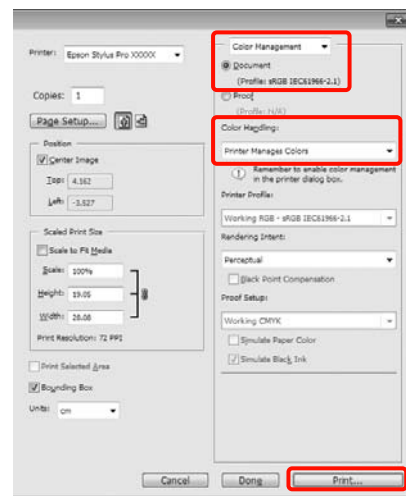 Printer: Epson Stylus Pro XXXXX
Copies: 1
Page Setup...
Position
Center Image
Top: 4.162
Left: -3.527
Scaled Print Size
Scale to Fit Media
Scale: 100%
Height: 19.05
Width: 28.08
Print Resolution: 72 PPI
Print Selected Area
Bounding Box
Units: cm
Color Management
Document
(Profile: sRGB IEC61966-2.1)
Proof
(Profile: N/A)
Color Handling:
Printer Manages Colors
Remember to enable color management
in the printer dialog box.
Printer Profile:
Working RGB - sRGB IEC61966-2.1
Rendering Intent:
Perceptual
Black Point Compensation
Proof Setup:
Working CMYK
Simulate Paper Color
Simulate Black Ink
Cancel
Done
Print...